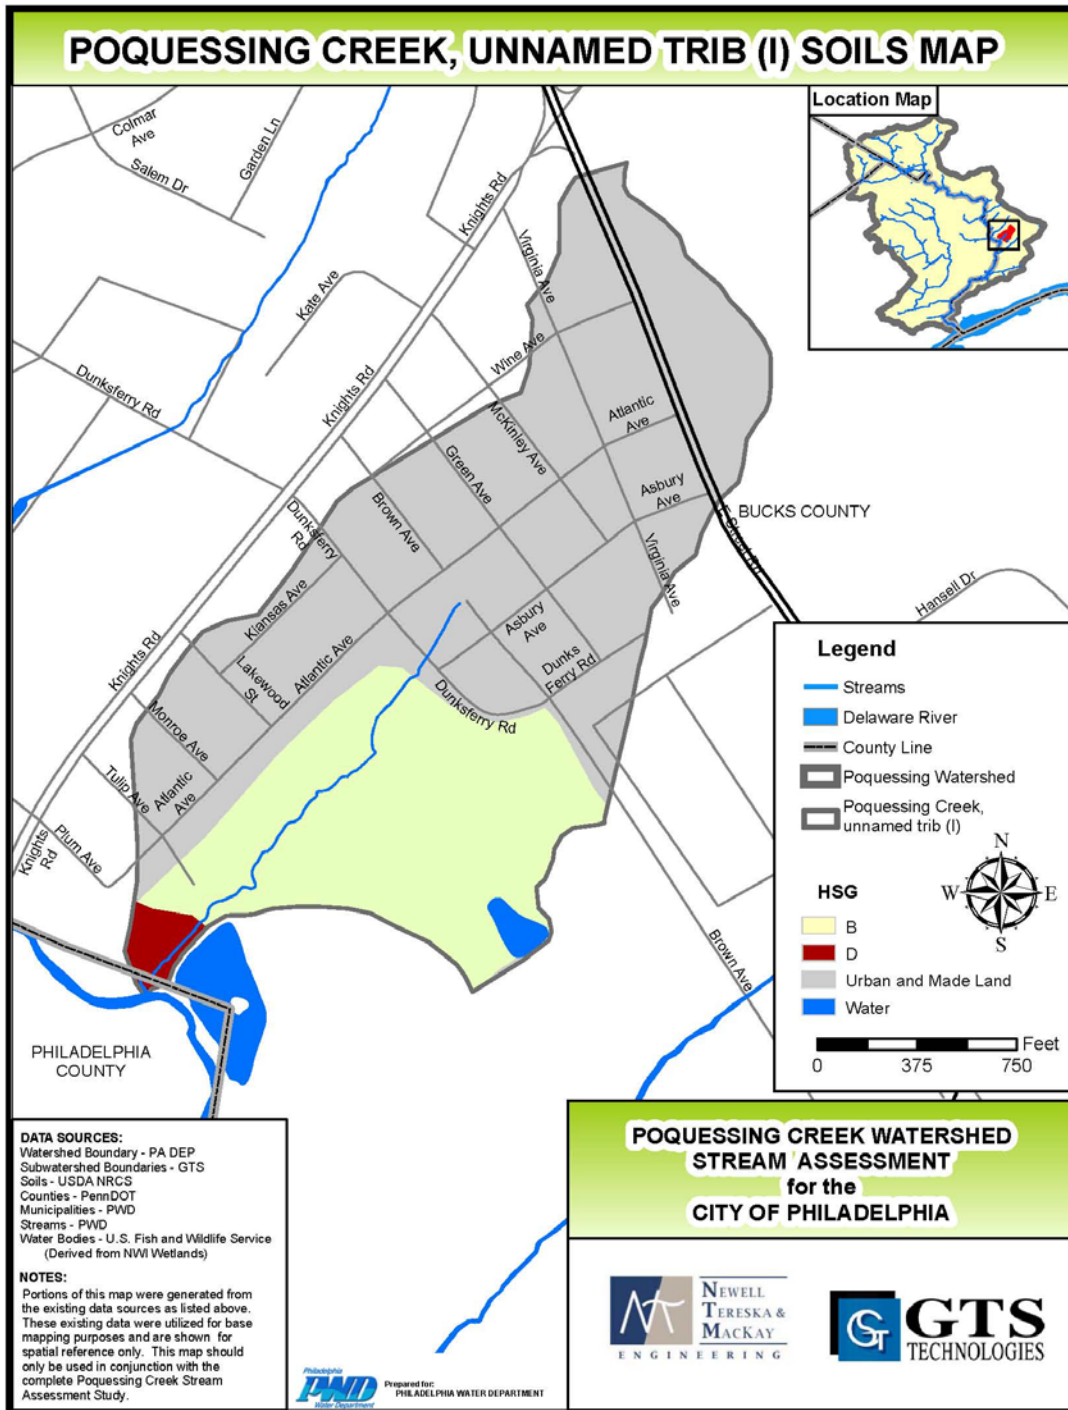 POQUESSING CREEK, UNNAMED TRIB (I) SOILS MAP
Location Map
Colmar
Ave
Salem Dr
Garden Ln
Knights Rd
Virginia Ave
Kate Ave
Wine Ave
Dunksferry Rd
Knights Rd
McKinley Ave
Atlantic
Ave
Green Ave
Asbury
Ave
Brown Ave
Dunksferry
Rd
BUCKS COUNTY
Virginia Ave
Hansell Dr
Kiansas Ave
Asbury
Ave
Knights Rd
Lakewood
St
Atlantic Ave
Dunks
Ferry Rd
Dunksferry Rd
Monroe Ave
Tulip Ave
Atlantic
Ave
Knights
Rd
Plum Ave
Brown Ave
PHILADELPHIA
COUNTY
Legend
Streams
Delaware River
County Line
Poquessing Watershed
Poquessing Creek,
unnamed trib (I)
N
W E
S
HSG
B
D
Urban and Made Land
Water
Feet
0 375 750
DATA SOURCES:
Watershed Boundary - PA DEP
Subwatershed Boundaries - GTS
Soils - USDA NRCS
Counties - PennDOT
Municipalities - PWD
Streams - PWD
Water Bodies - U.S. Fish and Wildlife Service
(Derived from NWI Wetlands)
NOTES:
Portions of this map were generated from
the existing data sources as listed above.
These existing data were utilized for base
mapping purposes and are shown for
spatial reference only. This map should
only be used in conjunction with the
complete Poquessing Creek Stream
Assessment Study.
Philadelphia
PWD
Water Department
Prepared for:
PHILADELPHIA WATER DEPARTMENT
POQUESSING CREEK WATERSHED
STREAM ASSESSMENT
for the
CITY OF PHILADELPHIA
NEWELL
TERESKA &
MACKAY
ENGINEERING
GTS
TECHNOLOGIES